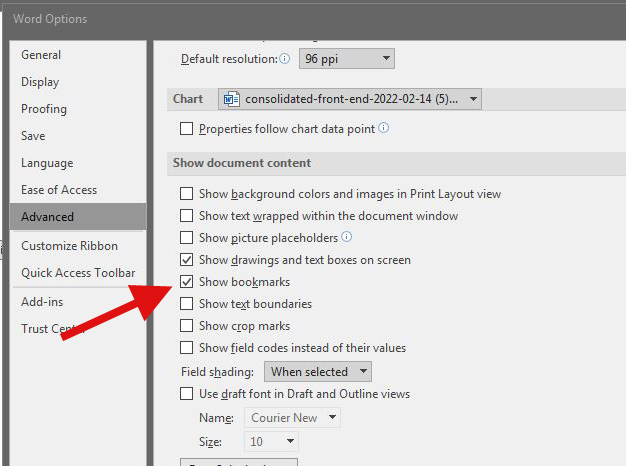 Word Options
General
Display
Proofing
Save
Language
Ease of Access
Advanced
Customize Ribbon
Quick Access Toolbar
Add-ins
Trust Center
Default resolution: 96 ppi
Chart consolidated-front-end-2022-02-14 (5)...
Properties follow chart data point
Show document content
Show background colors and images in Print Layout view
Show text wrapped within the document window
Show picture placeholders
Show drawings and text boxes on screen
Show bookmarks
Show text boundaries
Show crop marks
Show field codes instead of their values
Field shading: When selected
Use draft font in Draft and Outline views
Name: Courier New
Size: 10